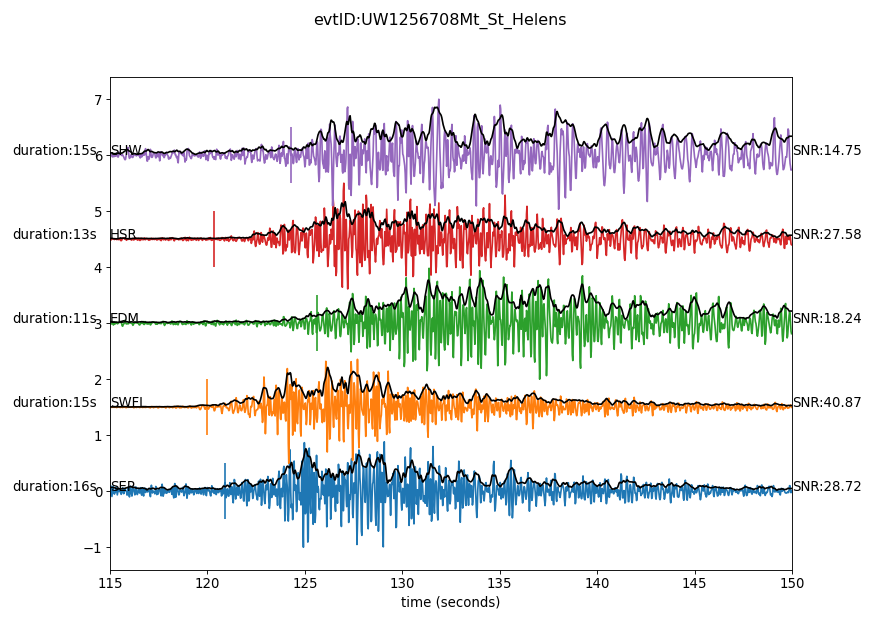 evtID:UW1256708Mt_St_Helens
7
duration:15s SHW SNR:14.75
6
5
duration:13s HSR SNR:27.58
4
duration:11s EDM SNR:18.24
3
2
duration:15s SWFL SNR:40.87
1
duration:16s SEP SNR:28.72
0
−1
115 120 125 130 135 140 145 150
time (seconds)